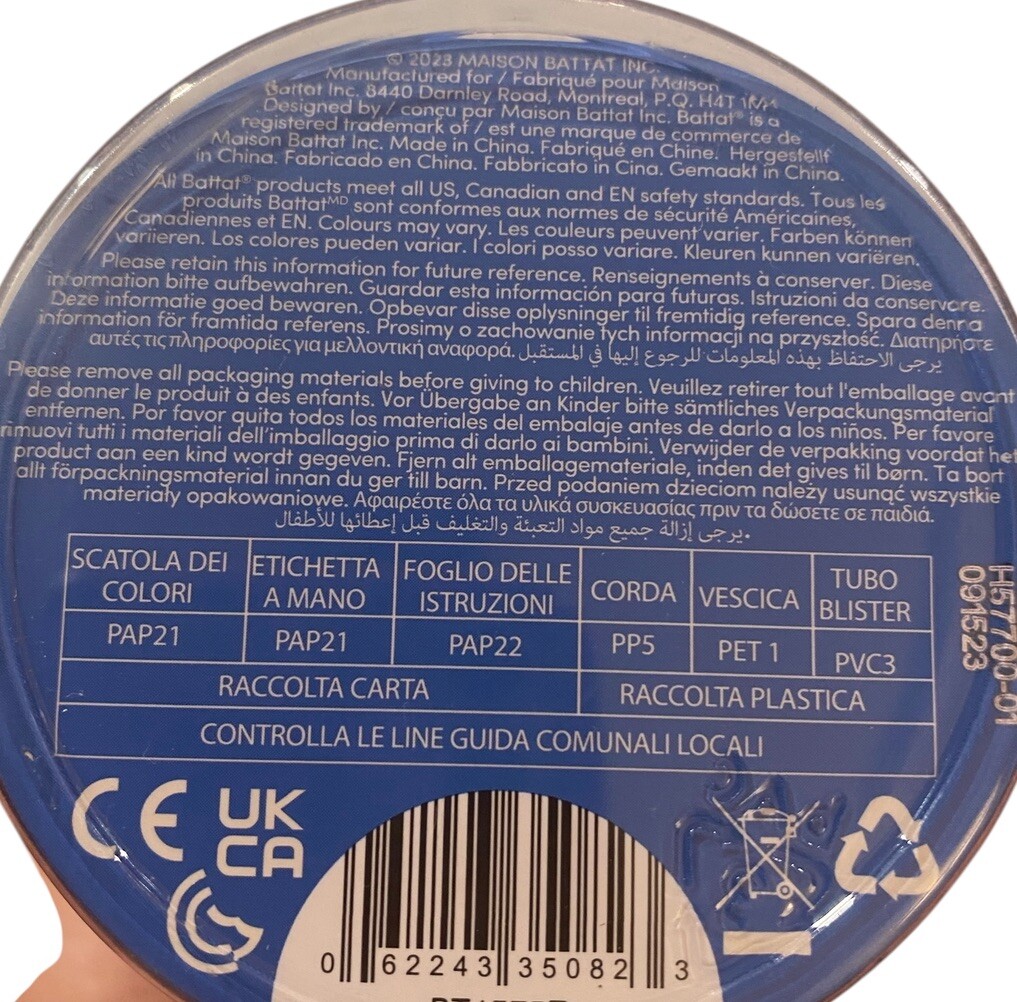 © 2023 MAISON BATTAT INC.
Manufactured for / Fabriqué pour Maison
Battat Inc. 8440 Darnley Road, Montreal, P.Q. H4T 1M4
Designed by / conçu par Maison Battat Inc. Battat® is a
registered trademark of / est une marque de commerce de
Maison Battat Inc. Made in China. Fabriqué en Chine. Hergestellt
in China. Fabricado en China. Fabbricato in Cina. Gemaakt in China.
All Battat® products meet all US, Canadian and EN safety standards. Tous les
produits Battatᴹᴰ sont conformes aux normes de sécurité Américaines,
Canadiennes et EN. Colours may vary. Les couleurs peuvent varier. Farben können
variieren. Los colores pueden variar. I colori posso variare. Kleuren kunnen variëren.
Please retain this information for future reference. Renseignements à conserver. Diese
information bitte aufbewahren. Guardar esta información para futuras. Istruzioni da conservare.
Deze informatie goed bewaren. Opbevar disse oplysninger til fremtidig reference. Spara denna
information för framtida referens. Prosimy o zachowanie tych informacji na przyszłość. Διατηρήστε
αυτές τις πληροφορίες για μελλοντική αναφορά. يرجى الاحتفاظ بهذه المعلومات للرجوع إليها في المستقبل
Please remove all packaging materials before giving to children. Veuillez retirer tout l'emballage avant
de donner le produit à des enfants. Vor Übergabe an Kinder bitte sämtliches Verpackungsmaterial
entfernen. Por favor quita todos los materiales del embalaje antes de darlo a los niños. Per favore
rimuovi tutti i materiali dell'imballaggio prima di darlo ai bambini. Verwijder de verpakking voordat het
product aan een kind wordt gegeven. Fjern alt emballagemateriale, inden det gives til børn. Ta bort
allt förpackningsmaterial innan du ger till barn. Przed podaniem dzieciom należy usunąć wszystkie
materiały opakowaniowe. Αφαιρέστε όλα τα υλικά συσκευασίας πριν τα δώσετε σε παιδιά.
يرجى إزالة جميع مواد التعبئة والتغليف قبل إعطائها للأطفال.
SCATOLA DEI COLORI ETICHETTA A MANO FOGLIO DELLE ISTRUZIONI CORDA VESCICA TUBO BLISTER
PAP21 PAP21 PAP22 PP5 PET 1 PVC3
RACCOLTA CARTA RACCOLTA PLASTICA
CONTROLLA LE LINE GUIDA COMUNALI LOCALI
H57700-01
091523
CE UK CA
0 62243 35082 3